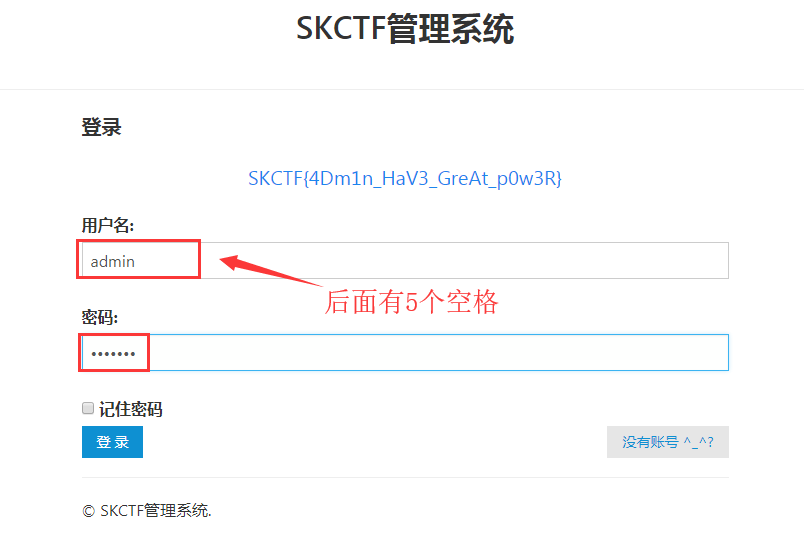 SKCTF管理系统
登录
SKCTF{4Dm1n_HaV3_GreAt_p0w3R}
用户名:
admin
后面有5个空格
密码:
•••••••
记住密码
登 录
没有账号 ^_^?
© SKCTF管理系统.